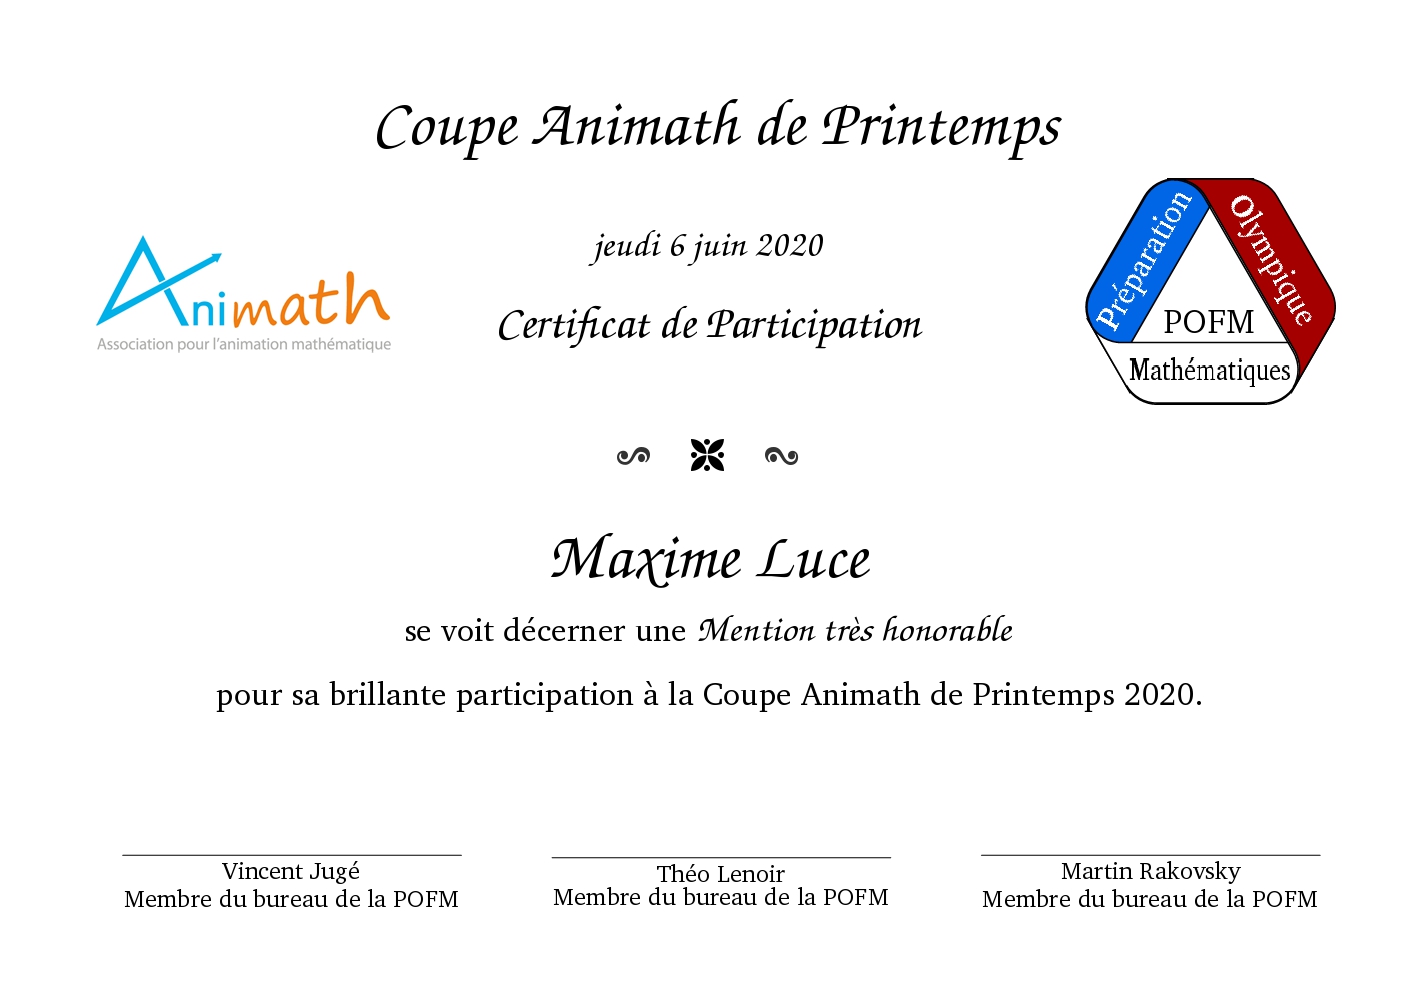 Coupe Animath de Printemps
jeudi 6 juin 2020
Animath
Association pour l'animation mathématique
Certificat de Participation
Préparation
Olympique
POFM
Mathématiques
Maxime Luce
se voit décerner une Mention très honorable
pour sa brillante participation à la Coupe Animath de Printemps 2020.
Vincent Jugé
Membre du bureau de la POFM
Théo Lenoir
Membre du bureau de la POFM
Martin Rakovsky
Membre du bureau de la POFM